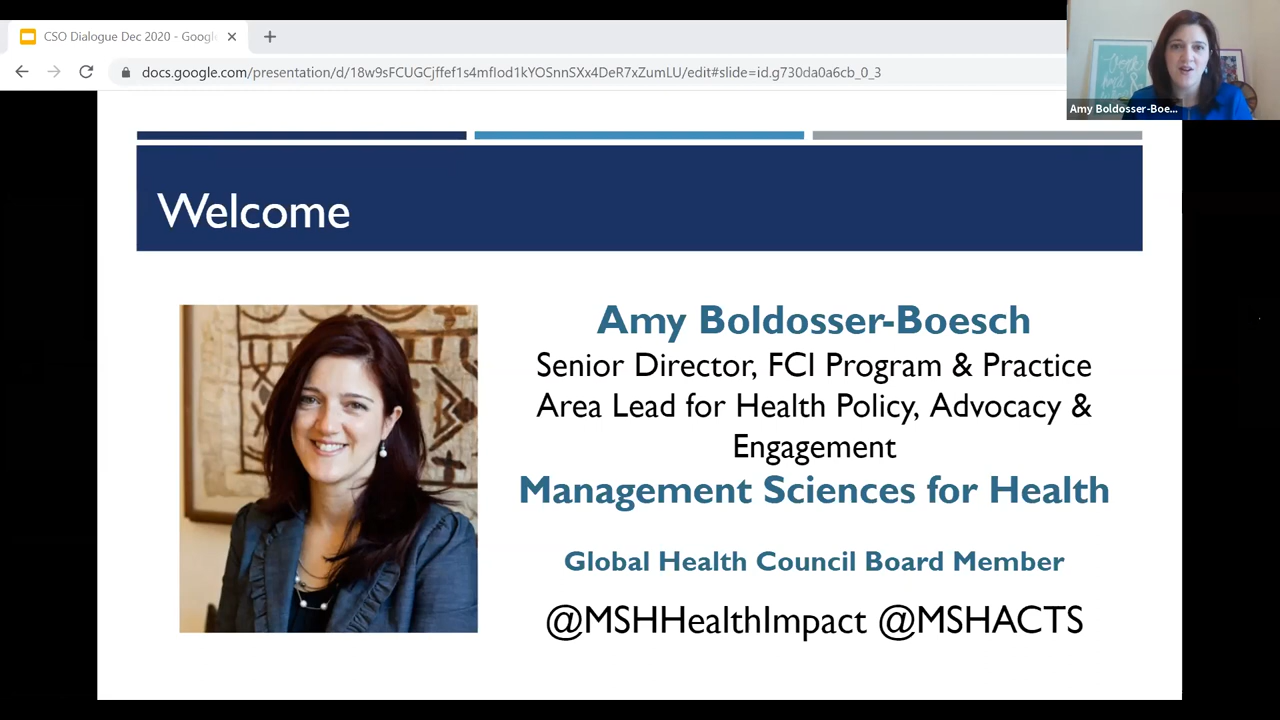 CSO Dialogue Dec 2020 - Googl
docs.google.com/presentation/d/18w9sFCUGCjffef1s4mfIod1kYOSnnSXx4DeR7xZumLU/edit#slide=id.g730da0a6cb_0_3
Amy Boldosser-Boe...
Welcome
Amy Boldosser-Boesch
Senior Director, FCI Program & Practice
Area Lead for Health Policy, Advocacy &
Engagement
Management Sciences for Health
Global Health Council Board Member
@MSHHealthImpact @MSHACTS